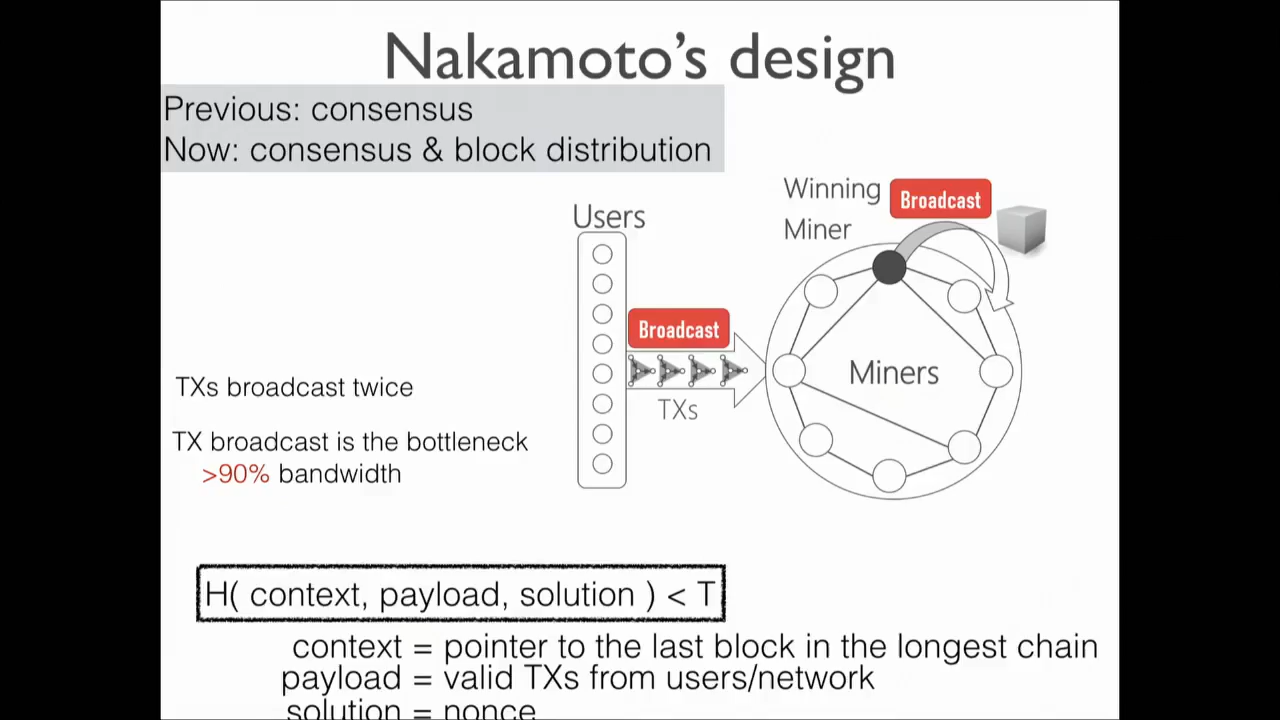 Nakamoto's design
Previous: consensus
Now: consensus & block distribution
Winning
Miner
Broadcast
Users
Broadcast
TXs
Miners
TXs broadcast twice
TX broadcast is the bottleneck
>90% bandwidth
H( context, payload, solution ) < T
context = pointer to the last block in the longest chain
payload = valid TXs from users/network
solution = nonce